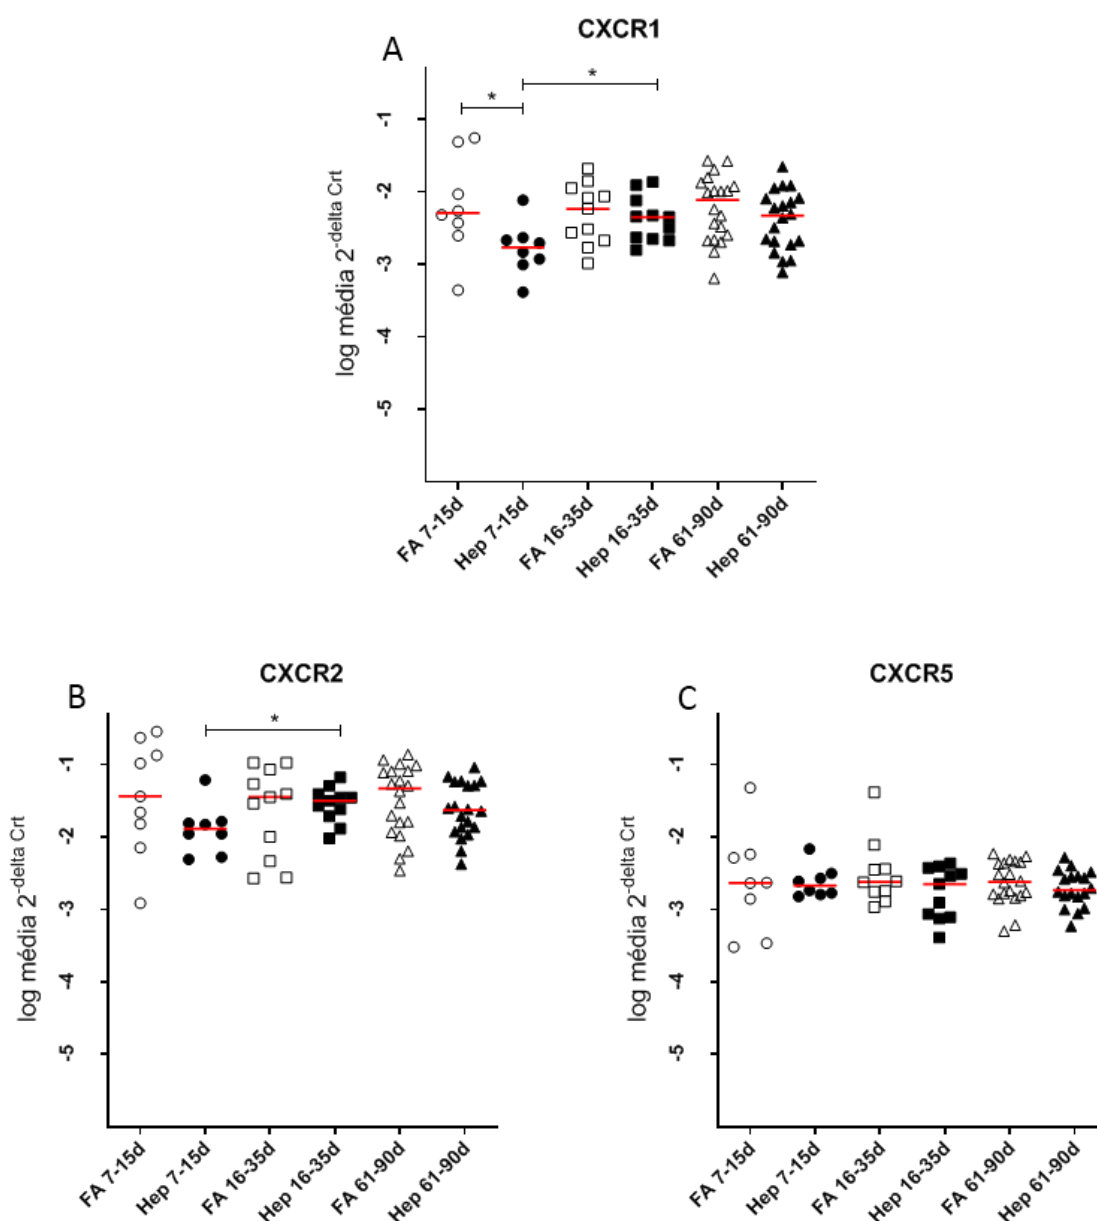 CXCR1
A
*
*
log média 2^-delta Crt
-1
-2
-3
-4
-5
FA 7-15d
Hep 7-15d
FA 16-35d
Hep 16-35d
FA 61-90d
Hep 61-90d
CXCR2
B
*
log média 2^-delta Crt
-1
-2
-3
-4
-5
FA 7-15d
Hep 7-15d
FA 16-35d
Hep 16-35d
FA 61-90d
Hep 61-90d
CXCR5
C
log média 2^-delta Crt
-1
-2
-3
-4
-5
FA 7-15d
Hep 7-15d
FA 16-35d
Hep 16-35d
FA 61-90d
Hep 61-90d